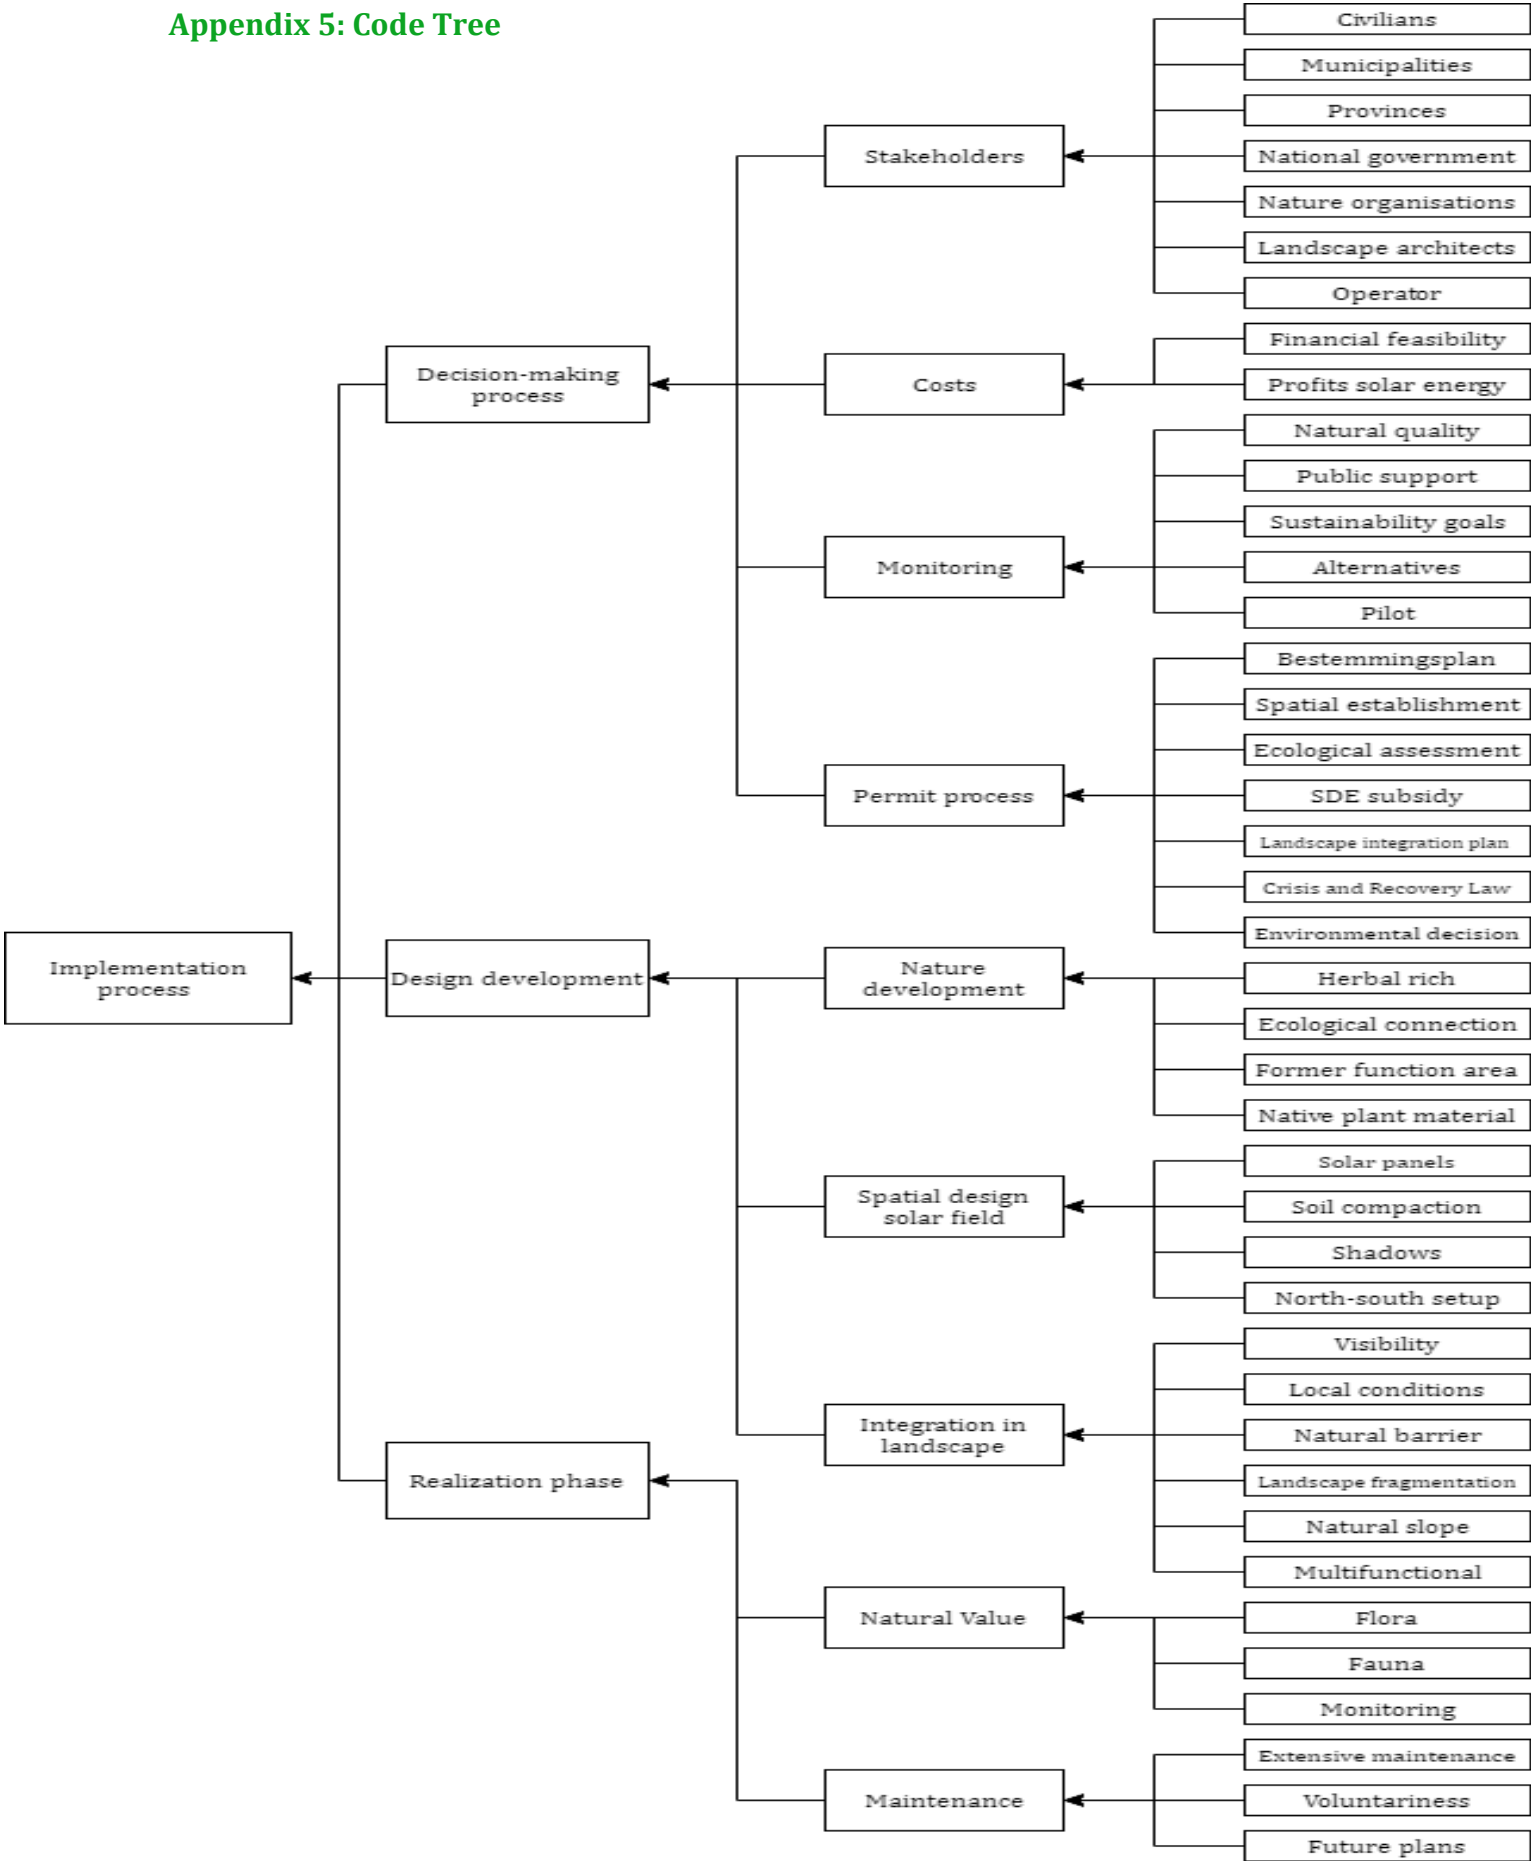 Appendix 5: Code Tree
Implementation
process
Decision-making
process
Stakeholders
Civilians
Municipalities
Provinces
National government
Nature organisations
Landscape architects
Operator
Costs
Financial feasibility
Profits solar energy
Monitoring
Natural quality
Public support
Sustainability goals
Alternatives
Pilot
Permit process
Bestemmingsplan
Spatial establishment
Ecological assessment
SDE subsidy
Landscape integration plan
Crisis and Recovery Law
Environmental decision
Design development
Nature
development
Herbal rich
Ecological connection
Former function area
Native plant material
Spatial design
solar field
Solar panels
Soil compaction
Shadows
North-south setup
Integration in
landscape
Visibility
Local conditions
Natural barrier
Landscape fragmentation
Natural slope
Multifunctional
Realization phase
Natural Value
Flora
Fauna
Monitoring
Maintenance
Extensive maintenance
Voluntariness
Future plans